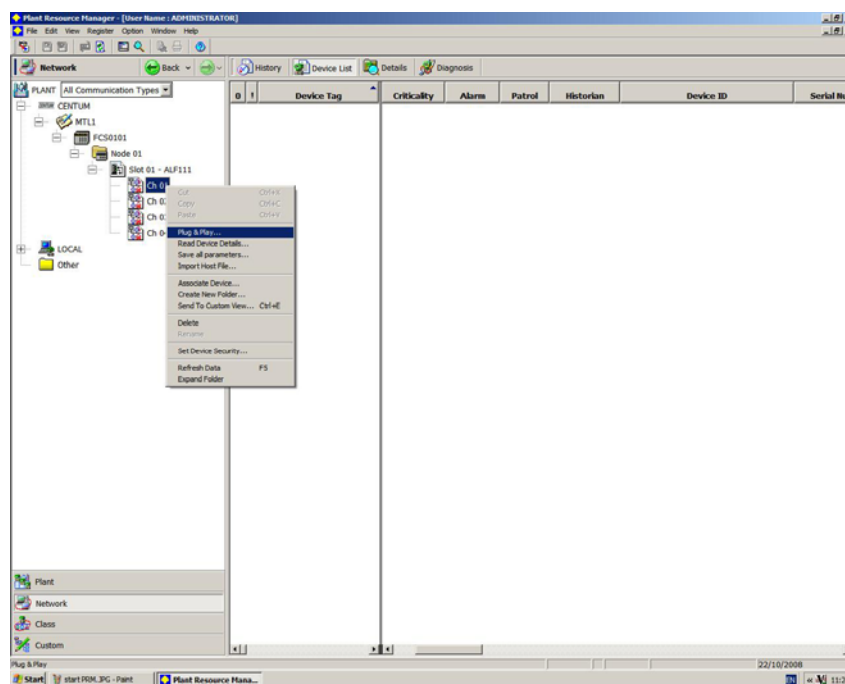 Plant Resource Manager - [User Name : ADMINISTRATOR]
File Edit View Register Option Window Help
Network Back
History Device List Details Diagnosis
PLANT All Communication Types
0 ! Device Tag Criticality Alarm Patrol Historian Device ID Serial
CENTUM
MTL1
FCS0101
Node 01
Slot 01 - ALF111
Ch 01
Ch
Ch
Ch
LOCAL
Other
Cut Ctrl+X
Copy Ctrl+C
Paste Ctrl+V
Plug & Play...
Read Device Details...
Save all parameters...
Import Host File...
Associate Device...
Create New Folder...
Send To Custom View... Ctrl+E
Delete
Rename
Set Device Security...
Refresh Data F5
Expand Folder
Plant
Network
Class
Custom
Plug & Play
22/10/2008
Start start PRM.JPG - Paint Plant Resource Mana...
EN